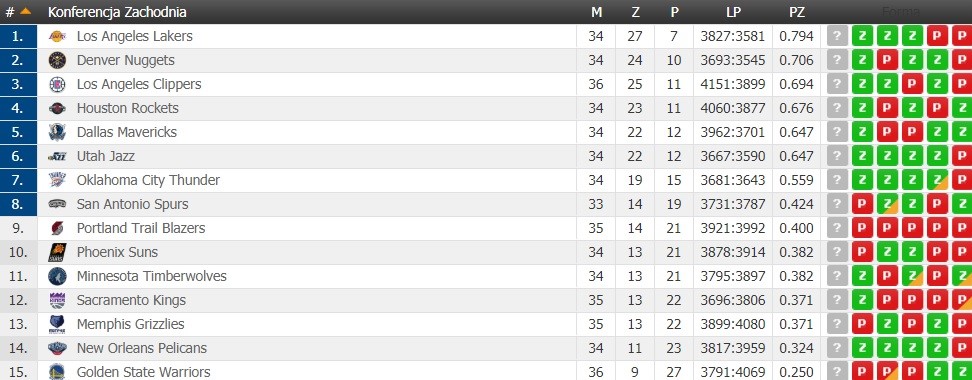 # Konferencja Zachodnia M Z P LP PZ Forma
1. Los Angeles Lakers 34 27 7 3827:3581 0.794 ? Z Z Z P P
2. Denver Nuggets 34 24 10 3693:3545 0.706 ? Z P Z Z P
3. Los Angeles Clippers 36 25 11 4151:3899 0.694 ? Z Z P Z P
4. Houston Rockets 34 23 11 4060:3877 0.676 ? Z P Z P Z
5. Dallas Mavericks 34 22 12 3962:3701 0.647 ? Z P P Z Z
6. Utah Jazz 34 22 12 3667:3590 0.647 ? Z Z Z Z P
7. Oklahoma City Thunder 34 19 15 3681:3643 0.559 ? Z Z Z Z P
8. San Antonio Spurs 33 14 19 3731:3787 0.424 ? P Z Z P Z
9. Portland Trail Blazers 35 14 21 3921:3992 0.400 ? P P P P P
10. Phoenix Suns 34 13 21 3878:3914 0.382 ? P Z Z P P
11. Minnesota Timberwolves 34 13 21 3795:3897 0.382 ? Z P Z P Z
12. Sacramento Kings 35 13 22 3696:3806 0.371 ? Z P P P P
13. Memphis Grizzlies 35 13 22 3899:4080 0.371 ? P Z P Z P
14. New Orleans Pelicans 34 11 23 3817:3959 0.324 ? Z Z Z Z P
15. Golden State Warriors 36 9 27 3791:4069 0.250 ? P P P Z Z